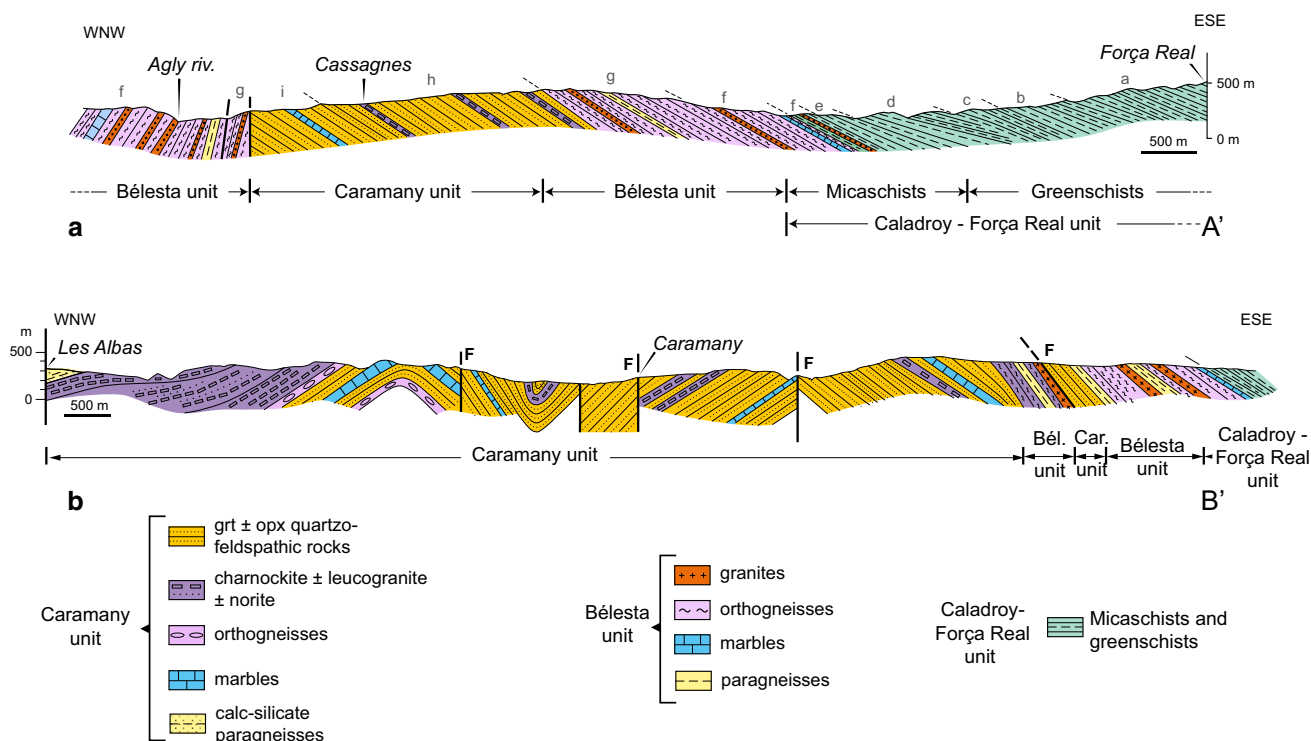 WNW
ESE
Agly riv.
Cassagnes
Força Real
f
g
i
h
g
f
f
e
d
c
b
a
500 m
0 m
500 m
Bélesta unit
Caramany unit
Bélesta unit
Micaschists
Greenschists
a
Caladroy - Força Real unit
A'
WNW
ESE
m
500
0
Les Albas
F
F
Caramany
F
F
500 m
Caramany unit
Bél.
unit
Car.
unit
Bélesta
unit
Caladroy -
Força Real
unit
b
B'
Caramany
unit
grt ± opx quartzo-
feldspathic rocks
charnockite ± leucogranite
± norite
orthogneisses
marbles
calc-silicate
paragneisses
Bélesta
unit
granites
orthogneisses
marbles
paragneisses
Caladroy-
Força Real
unit
Micaschists and
greenschists